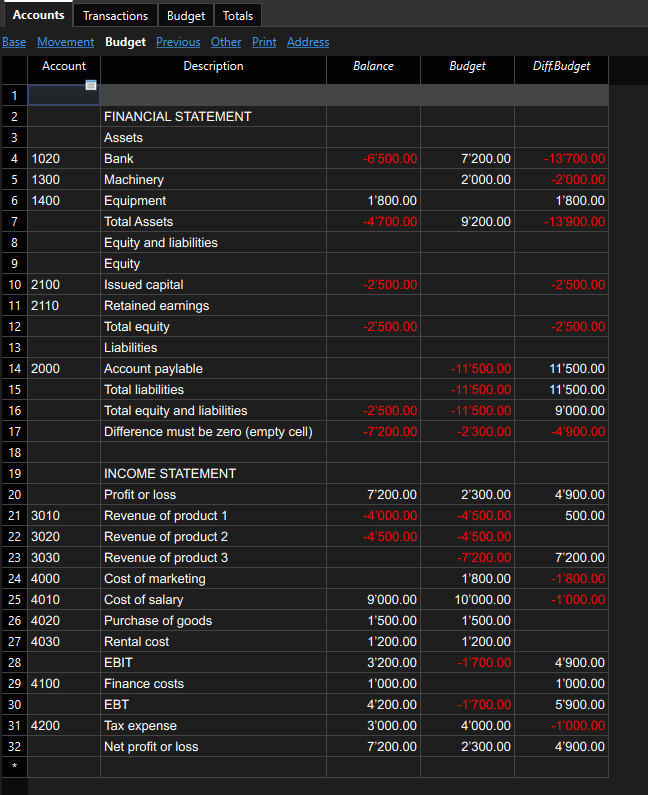 Accounts Transactions Budget Totals
Base Movement Budget Previous Other Print Address
Account Description Balance Budget Diff.Budget
1
2 FINANCIAL STATEMENT
3 Assets
4 1020 Bank -6'500.00 7'200.00 -13'700.00
5 1300 Machinery 2'000.00 -2'000.00
6 1400 Equipment 1'800.00 1'800.00
7 Total Assets -4'700.00 9'200.00 -13'900.00
8 Equity and liabilities
9 Equity
10 2100 Issued capital -2'500.00 -2'500.00
11 2110 Retained earnings
12 Total equity -2'500.00 -2'500.00
13 Liabilities
14 2000 Account paylable -11'500.00 11'500.00
15 Total liabilities -11'500.00 11'500.00
16 Total equity and liabilities -2'500.00 -11'500.00 9'000.00
17 Difference must be zero (empty cell) -7'200.00 -2'300.00 -4'900.00
18
19 INCOME STATEMENT
20 Profit or loss 7'200.00 2'300.00 4'900.00
21 3010 Revenue of product 1 -4'000.00 -4'500.00 500.00
22 3020 Revenue of product 2 -4'500.00 -4'500.00
23 3030 Revenue of product 3 -7'200.00 7'200.00
24 4000 Cost of marketing 1'800.00 -1'800.00
25 4010 Cost of salary 9'000.00 10'000.00 -1'000.00
26 4020 Purchase of goods 1'500.00 1'500.00
27 4030 Rental cost 1'200.00 1'200.00
28 EBIT 3'200.00 -1'700.00 4'900.00
29 4100 Finance costs 1'000.00 1'000.00
30 EBT 4'200.00 -1'700.00 5'900.00
31 4200 Tax expense 3'000.00 4'000.00 -1'000.00
32 Net profit or loss 7'200.00 2'300.00 4'900.00
*